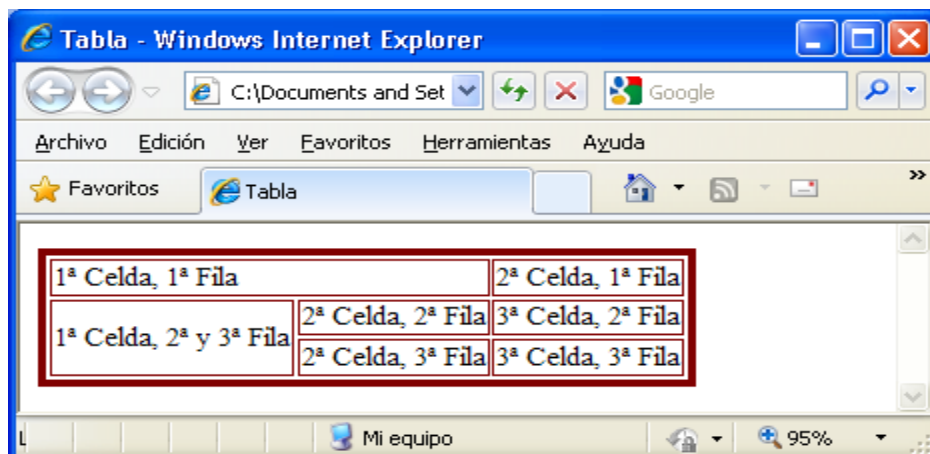 Tabla - Windows Internet Explorer
C:\Documents and Set Google
Archivo Edición Ver Favoritos Herramientas Ayuda
Favoritos Tabla »
1ª Celda, 1ª Fila 2ª Celda, 1ª Fila
1ª Celda, 2ª y 3ª Fila
2ª Celda, 2ª Fila 3ª Celda, 2ª Fila
2ª Celda, 3ª Fila 3ª Celda, 3ª Fila
Mi equipo 95%